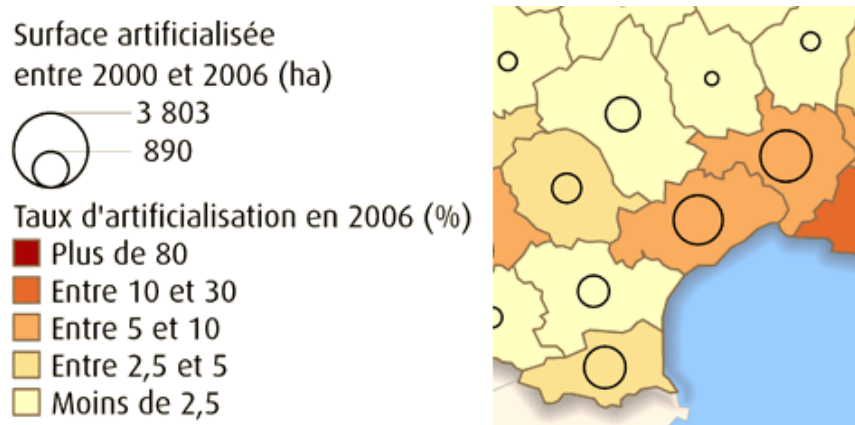 Surface artificialisée
entre 2000 et 2006 (ha)
3 803
890
Taux d'artificialisation en 2006 (%)
Plus de 80
Entre 10 et 30
Entre 5 et 10
Entre 2,5 et 5
Moins de 2,5